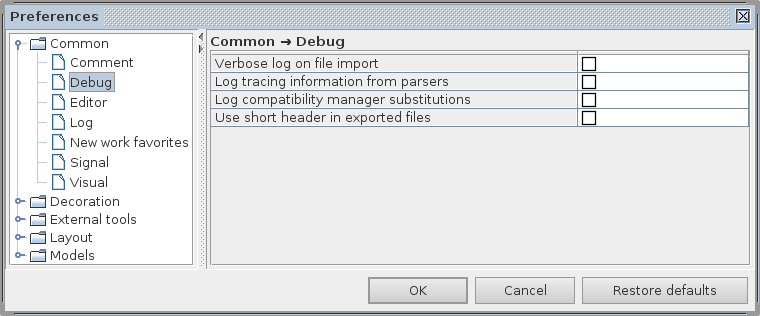 Preferences
Common
Comment
Debug
Editor
Log
New work favorites
Signal
Visual
Decoration
External tools
Layout
Models
Common → Debug
Verbose log on file import
Log tracing information from parsers
Log compatibility manager substitutions
Use short header in exported files
OK
Cancel
Restore defaults